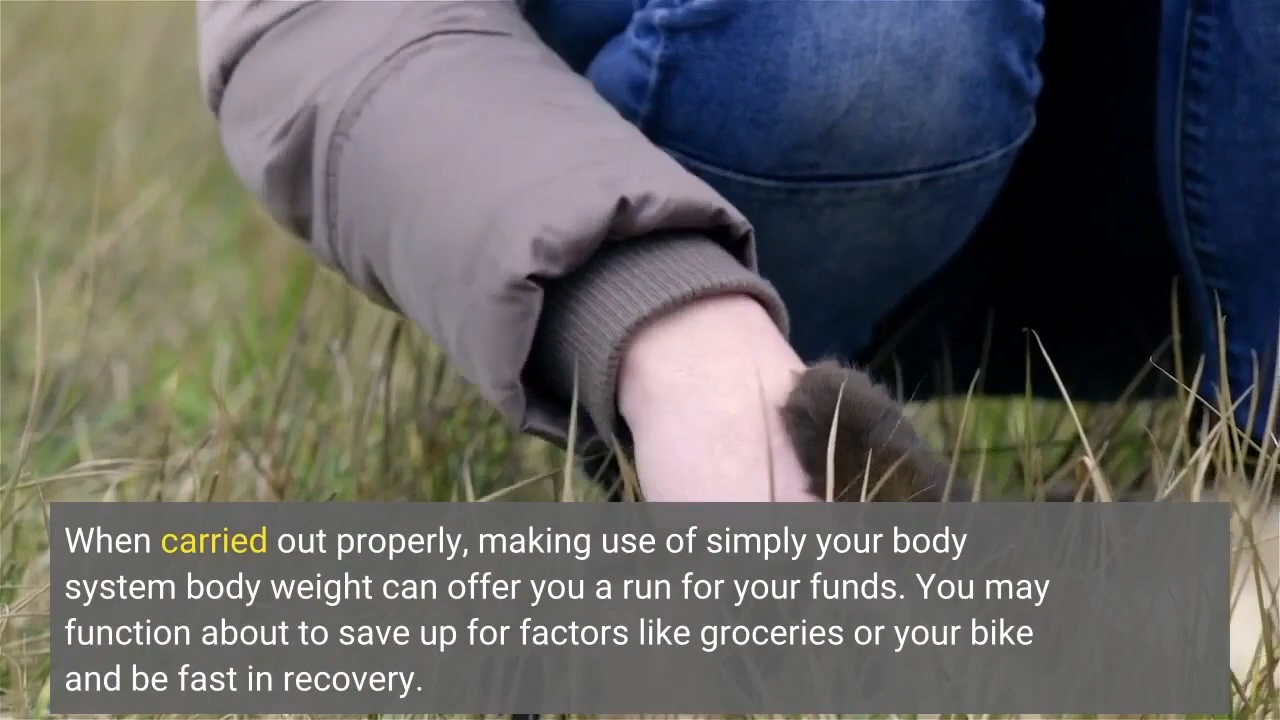 When carried out properly, making use of simply your body
system body weight can offer you a run for your funds. You may
function about to save up for factors like groceries or your bike
and be fast in recovery.